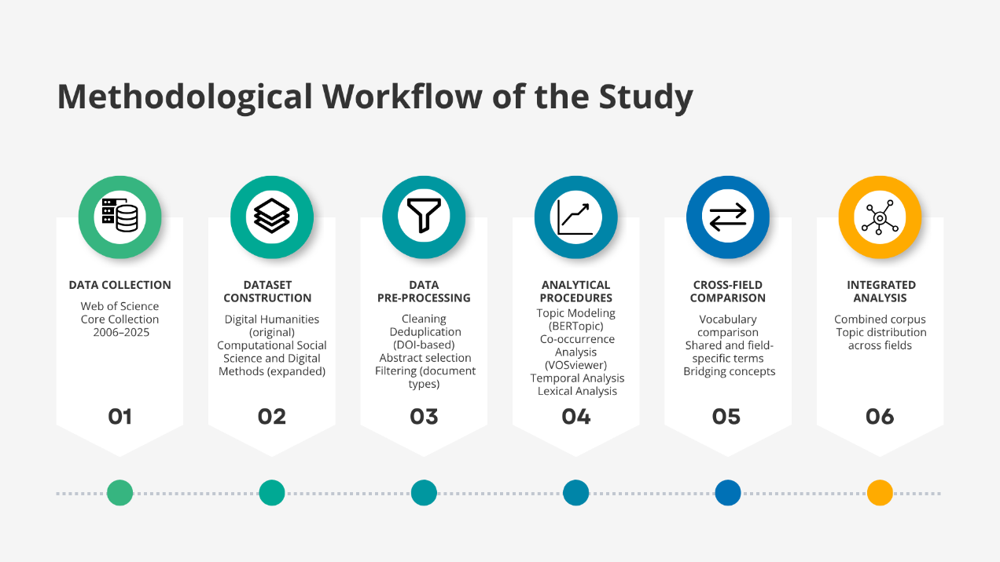 Methodological Workflow of the Study
DATA COLLECTION
Web of Science
Core Collection
2006–2025
01
DATASET
CONSTRUCTION
Digital Humanities
(original)
Computational Social
Science and Digital
Methods (expanded)
02
DATA
PRE-PROCESSING
Cleaning
Deduplication
(DOI-based)
Abstract selection
Filtering (document
types)
03
ANALYTICAL
PROCEDURES
Topic Modeling
(BERTopic)
Co-occurrence
Analysis
(VOSviewer)
Temporal Analysis
Lexical Analysis
04
CROSS-FIELD
COMPARISON
Vocabulary
comparison
Shared and field-
specific terms
Bridging concepts
05
INTEGRATED
ANALYSIS
Combined corpus
Topic distribution
across fields
06